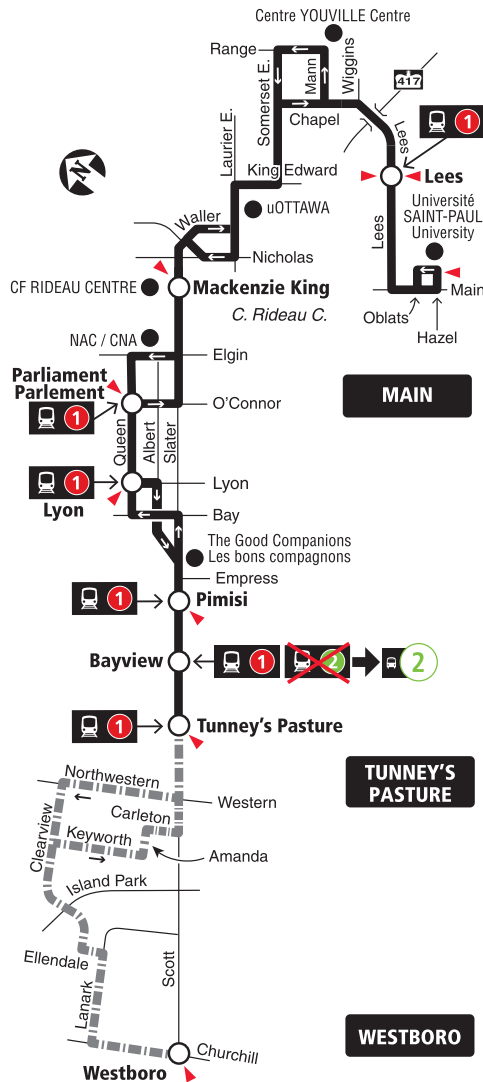 Centre YOUVILLE Centre
Range
Mann
Wiggins
417
Somerset E.
Chapel
Lees
1
Laurier E.
King Edward
Lees
Université
SAINT-PAUL
University
Lees
N
uOTTAWA
Waller
Nicholas
CF RIDEAU CENTRE
Mackenzie King
C. Rideau C.
Main
Oblats
Hazel
NAC / CNA
Elgin
Parliament
Parlement
1
O'Connor
MAIN
Queen
Albert
Slater
1
Lyon
Lyon
Bay
The Good Companions
Les bons compagnons
Empress
1
Pimisi
Bayview
1
2
2
1
Tunney's Pasture
TUNNEY'S
PASTURE
Northwestern
Western
Carleton
Clearview
Keyworth
Amanda
Island Park
Ellendale
Scott
Lanark
WESTBORO
Churchill
Westboro